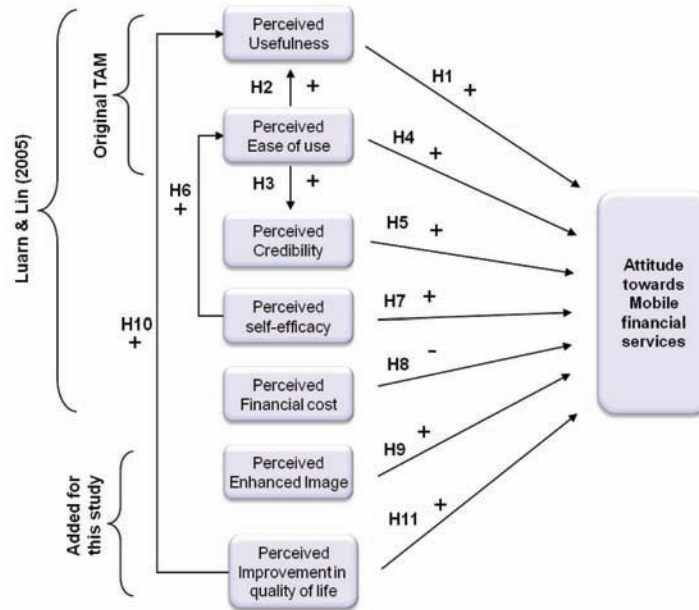 Luarn & Lin (2005)
Original TAM
Added for
this study
Perceived
Usefulness
H1
+
H2
+
Perceived
Ease of use
H4
+
H3
+
H6
+
Perceived
Credibility
H5
+
Perceived
self-efficacy
H7
+
H10
+
H8
-
Perceived
Financial cost
Perceived
Enhanced Image
H9
+
Perceived
Improvement in
quality of life
H11
+
Attitude
towards
Mobile
financial
services